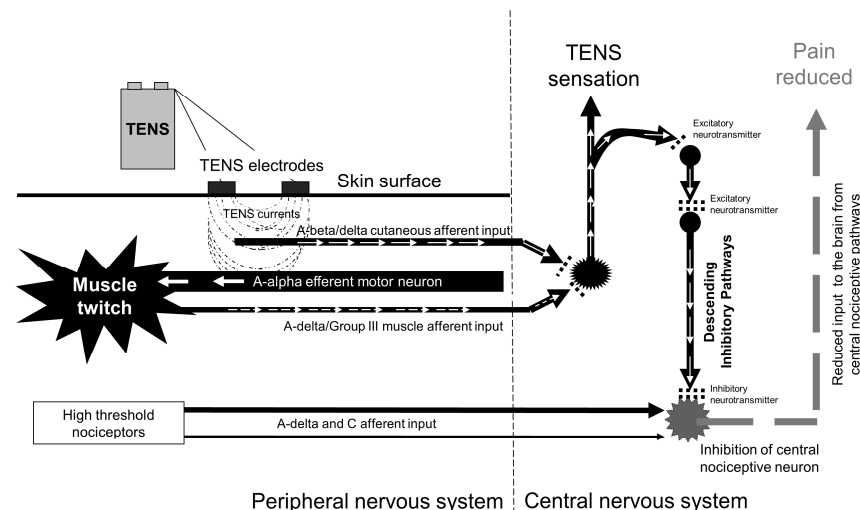 TENS
sensation
Pain
reduced
TENS
TENS electrodes
Skin surface
TENS currents
Excitatory
neurotransmitter
Excitatory
neurotransmitter
A-beta/delta cutaneous afferent input
Muscle
twitch
A-alpha efferent motor neuron
A-delta/Group III muscle afferent input
Descending
Inhibitory Pathways
Reduced input to the brain from
central nociceptive pathways
Inhibitory
neurotransmitter
High threshold
nociceptors
A-delta and C afferent input
Inhibition of central
nociceptive neuron
Peripheral nervous system
Central nervous system